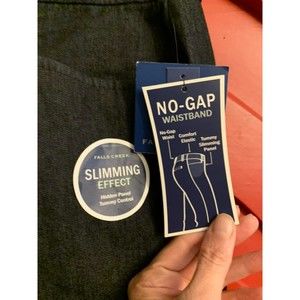 NO-GAP
WAISTBAND
No-Gap
Waist
Comfort
Elastic
Tummy
Slimming
Panel
FA
FALLS CREEK
SLIMMING
EFFECT
Hidden Panel
Tummy Control